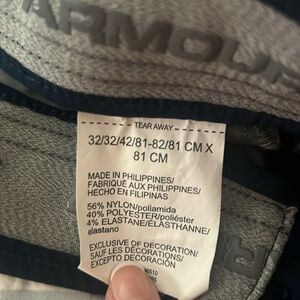 ARMOUR
TEAR AWAY
32/32/42/81-82/81 CM X
81 CM
MADE IN PHILIPPINES/
FABRIQUÉ AUX PHILIPPINES/
HECHO EN FILIPINAS
56% NYLON/poliamida
40% POLYESTER/poliéster
4% ELASTANE/ÉLASTHANNE/
elastano
EXCLUSIVE OF DECORATION/
SAUF LES DÉCORATIONS/
EXCEPTO DECORACIÓN